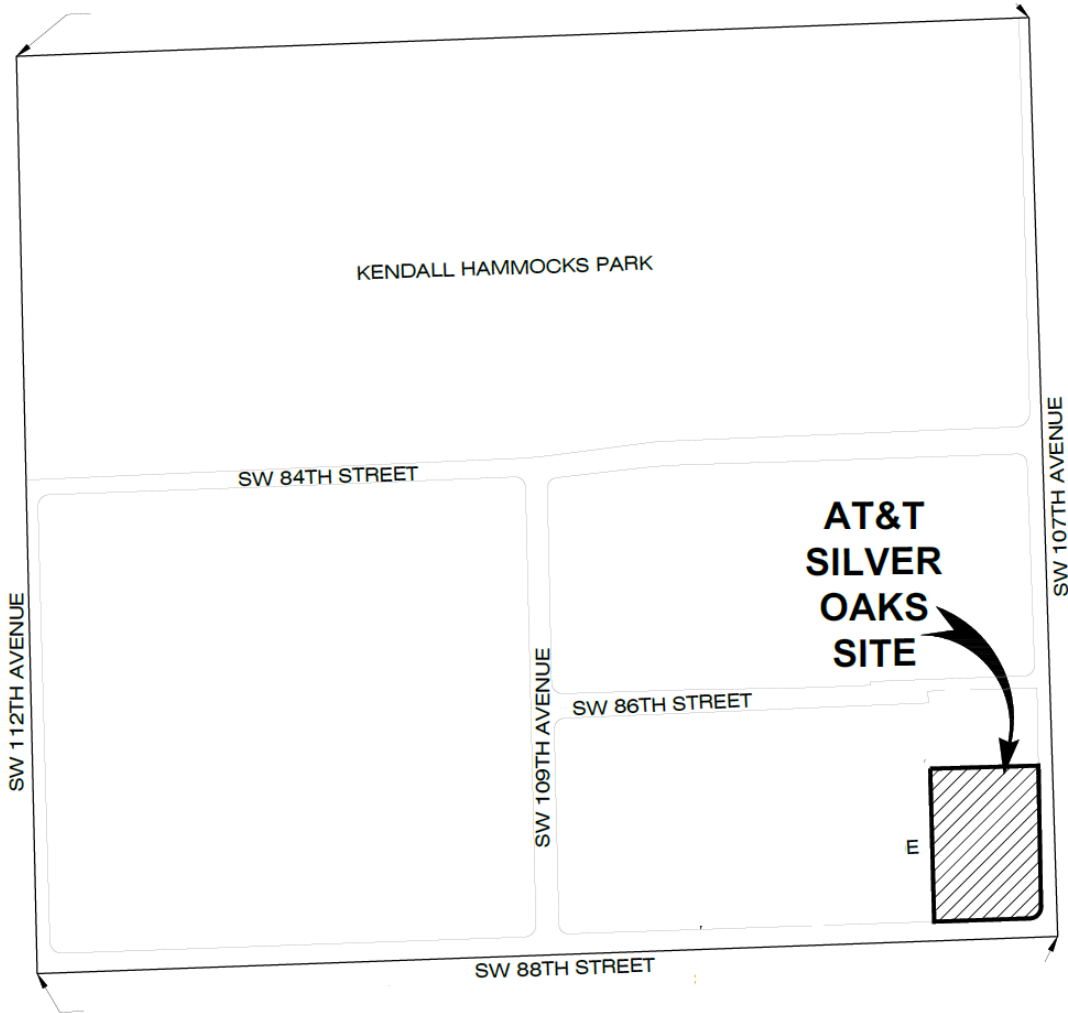 KENDALL HAMMOCKS PARK
SW 84TH STREET
SW 107TH AVENUE
AT&T
SILVER
OAKS
SITE
SW 112TH AVENUE
SW 109TH AVENUE
SW 86TH STREET
E
SW 88TH STREET